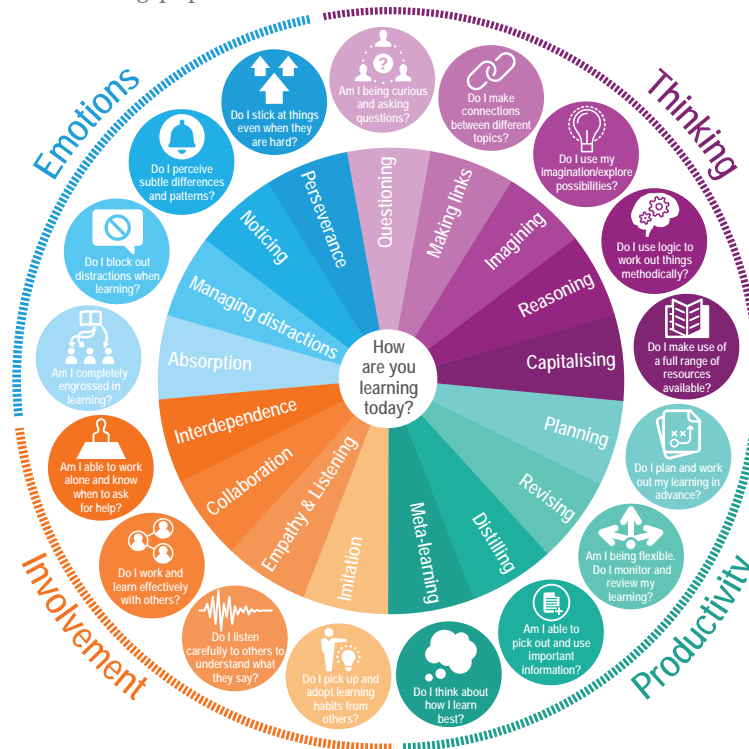 Emotions
Thinking
Productivity
Involvement
Am I being curious
and asking
questions?
Do I make
connections
between different
topics?
Do I use my
imagination/explore
possibilities?
Do I use logic to
work out things
methodically?
Do I make use of
a full range of
resources
available?
Do I plan and work
out my learning in
advance?
Am I being flexible.
Do I monitor and
review my
learning?
Am I able to
pick out and use
important
information?
Do I think about
how I learn
best?
Do I pick up and
adopt learning
habits from
others?
Do I listen
carefully to others to
understand what
they say?
Do I work and
learn effectively
with others?
Am I able to work
alone and know
when to ask
for help?
Am I completely
engrossed in
learning?
Do I block out
distractions when
learning?
Do I perceive
subtle differences
and patterns?
Do I stick at things
even when they
are hard?
?
Questioning
Making links
Imagining
Reasoning
Capitalising
Planning
Revising
Distilling
Meta-learning
Imitation
Empathy & Listening
Collaboration
Interdependence
Absorption
Managing distractions
Noticing
Perseverance
How
are you
learning
today?